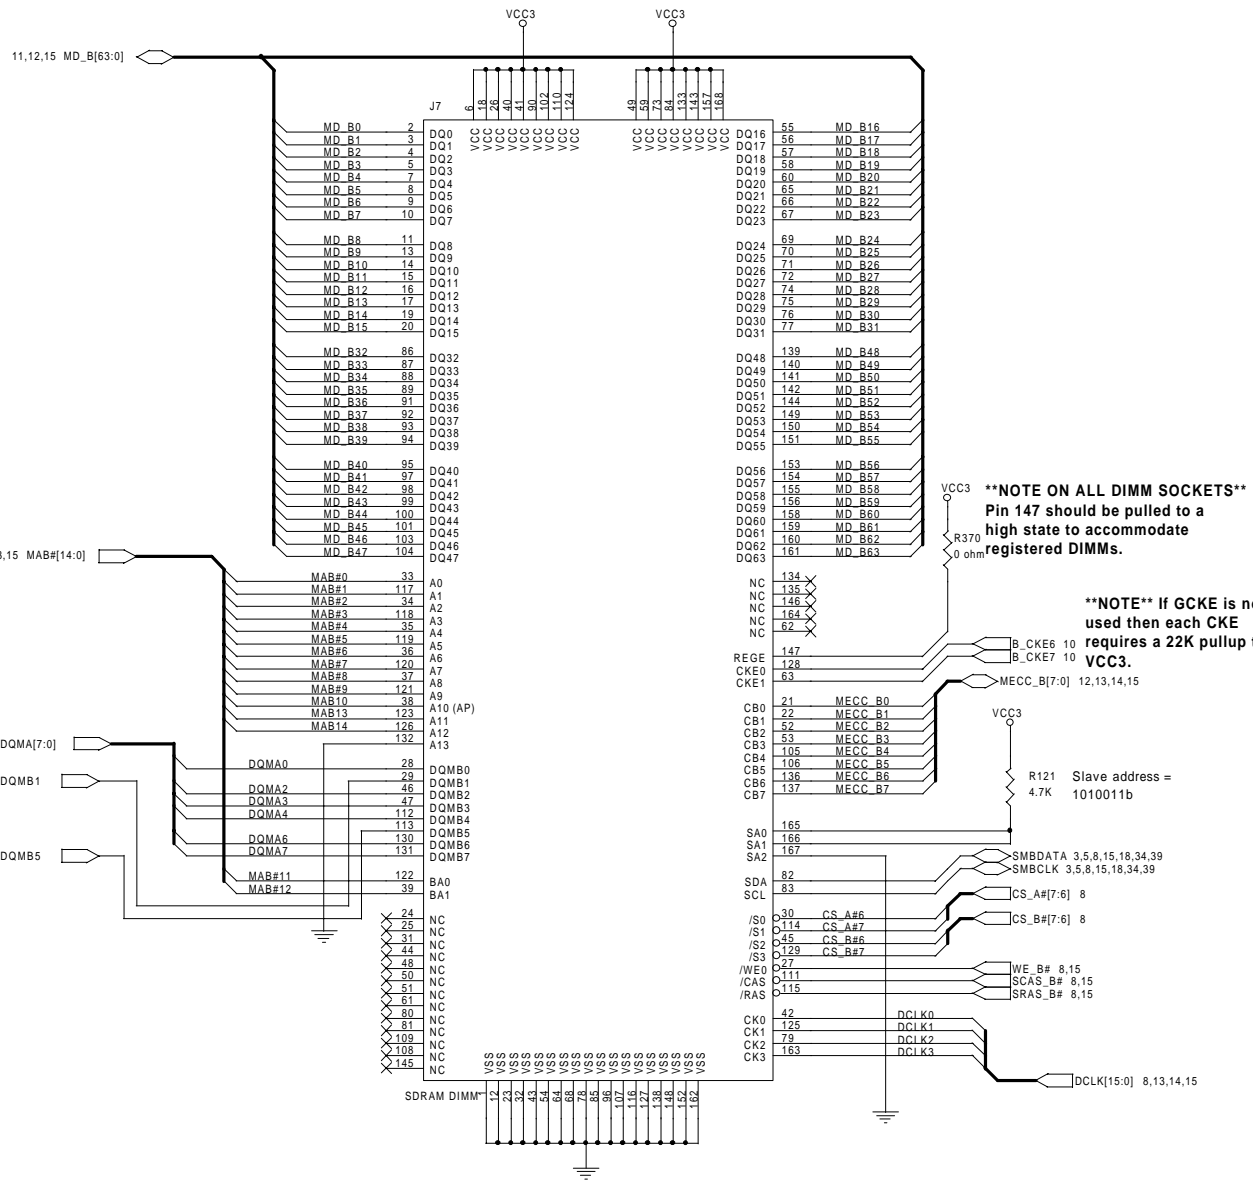 VCC3 VCC3
11,12,15 MD_B[63:0]
J7
6 18 26 40 41 90 102 110 124
49 59 73 84 133 143 157 168
VCC VCC VCC VCC VCC VCC VCC VCC VCC
VCC VCC VCC VCC VCC VCC VCC VCC
MD_B0 2 DQ0 DQ16 55 MD_B16
MD_B1 3 DQ1 DQ17 56 MD_B17
MD_B2 4 DQ2 DQ18 57 MD_B18
MD_B3 5 DQ3 DQ19 58 MD_B19
MD_B4 7 DQ4 DQ20 60 MD_B20
MD_B5 8 DQ5 DQ21 65 MD_B21
MD_B6 9 DQ6 DQ22 66 MD_B22
MD_B7 10 DQ7 DQ23 67 MD_B23
MD_B8 11 DQ8 DQ24 69 MD_B24
MD_B9 13 DQ9 DQ25 70 MD_B25
MD_B10 14 DQ10 DQ26 71 MD_B26
MD_B11 15 DQ11 DQ27 72 MD_B27
MD_B12 16 DQ12 DQ28 74 MD_B28
MD_B13 17 DQ13 DQ29 75 MD_B29
MD_B14 19 DQ14 DQ30 76 MD_B30
MD_B15 20 DQ15 DQ31 77 MD_B31
MD_B32 86 DQ32 DQ48 139 MD_B48
MD_B33 87 DQ33 DQ49 140 MD_B49
MD_B34 88 DQ34 DQ50 141 MD_B50
MD_B35 89 DQ35 DQ51 142 MD_B51
MD_B36 91 DQ36 DQ52 144 MD_B52
MD_B37 92 DQ37 DQ53 149 MD_B53
MD_B38 93 DQ38 DQ54 150 MD_B54
MD_B39 94 DQ39 DQ55 151 MD_B55
MD_B40 95 DQ40 DQ56 153 MD_B56
MD_B41 97 DQ41 DQ57 154 MD_B57
MD_B42 98 DQ42 DQ58 155 MD_B58
MD_B43 99 DQ43 DQ59 156 MD_B59
MD_B44 100 DQ44 DQ60 158 MD_B60
MD_B45 101 DQ45 DQ61 159 MD_B61
MD_B46 103 DQ46 DQ62 160 MD_B62
MD_B47 104 DQ47 DQ63 161 MD_B63
VCC3
R370
0 ohm
**NOTE ON ALL DIMM SOCKETS**
Pin 147 should be pulled to a
high state to accommodate
registered DIMMs.
,15 MAB#[14:0]
MAB#0 33 A0
MAB#1 117 A1
MAB#2 34 A2
MAB#3 118 A3
MAB#4 35 A4
MAB#5 119 A5
MAB#6 36 A6
MAB#7 120 A7
MAB#8 37 A8
MAB#9 121 A9
MAB10 38 A10 (AP)
MAB13 123 A11
MAB14 126 A12
132 A13
NC 134
NC 135
NC 146
NC 164
NC 62
**NOTE** If GCKE is
used then each CKE
requires a 22K pullup
VCC3.
REGE 147
CKE0 128 B_CKE6 10
CKE1 63 B_CKE7 10
MECC_B[7:0] 12,13,14,15
CB0 21 MECC_B0
CB1 22 MECC_B1
CB2 52 MECC_B2
CB3 53 MECC_B3
CB4 105 MECC_B4
CB5 106 MECC_B5
CB6 136 MECC_B6
CB7 137 MECC_B7
DQMA[7:0]
DQMB1
DQMB5
DQMA0 28 DQMB0
29 DQMB1
DQMA2 46 DQMB2
DQMA3 47 DQMB3
DQMA4 112 DQMB4
113 DQMB5
DQMA6 130 DQMB6
DQMA7 131 DQMB7
MAB#11 122 BA0
MAB#12 39 BA1
VCC3
R121
4.7K
Slave address =
1010011b
SA0 165
SA1 166
SA2 167
SDA 82 SMBDATA 3,5,8,15,18,34,39
SCL 83 SMBCLK 3,5,8,15,18,34,39
/S0 30 CS_A#6 CS_A#[7:6] 8
/S1 114 CS_A#7
/S2 45 CS_B#6 CS_B#[7:6] 8
/S3 129 CS_B#7
/WE0 27 WE_B# 8,15
/CAS 111 SCAS_B# 8,15
/RAS 115 SRAS_B# 8,15
24 NC
25 NC
31 NC
44 NC
48 NC
50 NC
51 NC
61 NC
80 NC
81 NC
109 NC
108 NC
145 NC
CK0 42 DCLK0
CK1 125 DCLK1
CK2 79 DCLK2
CK3 163 DCLK3
DCLK[15:0] 8,13,14,15
VSS VSS VSS VSS VSS VSS VSS VSS VSS VSS VSS VSS VSS VSS VSS VSS VSS VSS
SDRAM DIMM
1 12 23 32 43 54 64 68 78 85 96 107 116 127 138 148 152 162